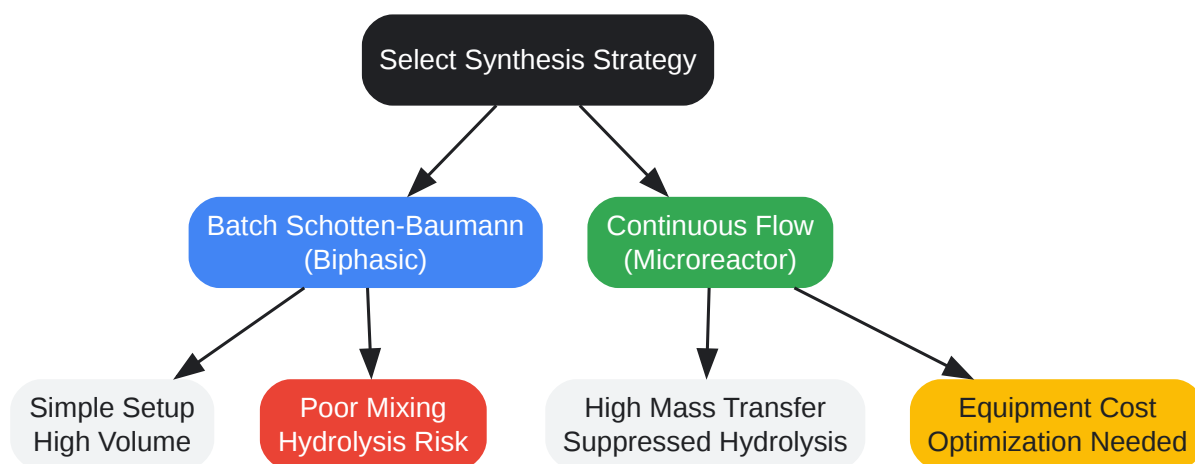 Select Synthesis Strategy
Batch Schotten-Baumann
(Biphasic)
Continuous Flow
(Microreactor)
Simple Setup
High Volume
Poor Mixing
Hydrolysis Risk
High Mass Transfer
Suppressed Hydrolysis
Equipment Cost
Optimization Needed